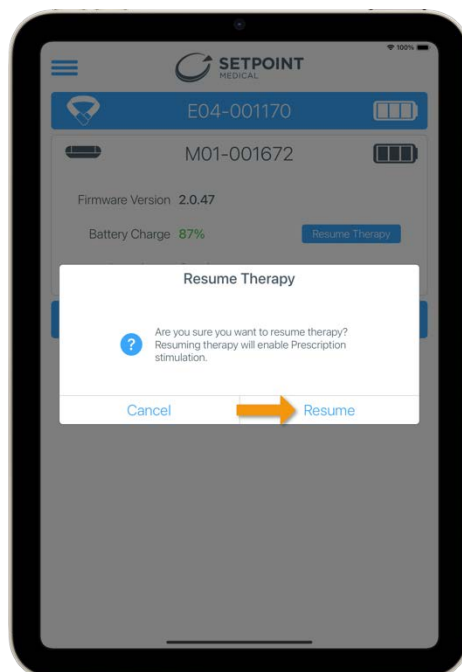 100%
SETPOINT
MEDICAL
E04-001170
M01-001672
Firmware Version 2.0.47
Battery Charge 87%
Resume Therapy
Resume Therapy
Are you sure you want to resume therapy?
Resuming therapy will enable Prescription
stimulation.
Cancel
Resume